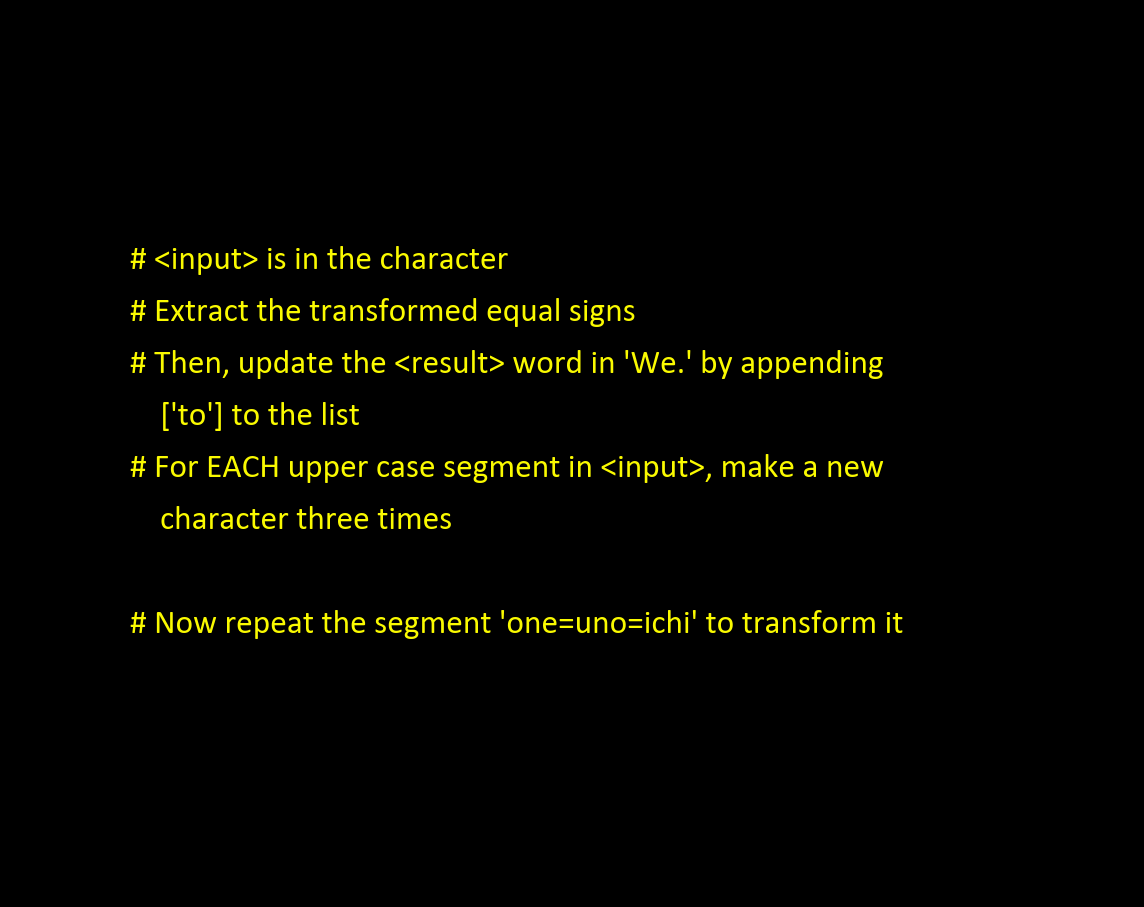 # <input> is in the character
# Extract the transformed equal signs
# Then, update the <result> word in 'We.' by appending
['to'] to the list
# For EACH upper case segment in <input>, make a new
character three times
# Now repeat the segment 'one=uno=ichi' to transform it